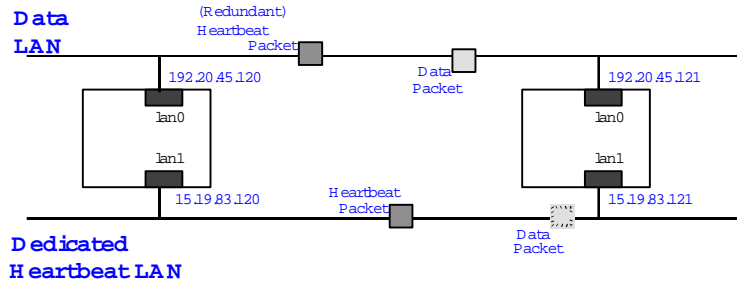 Data
LAN
(Redundant)
Heartbeat
Packet
Data
Packet
192.20.45.120
192.20.45.121
lan0
lan0
lan1
lan1
15.19.83.120
15.19.83.121
Heartbeat
Packet
Data
Packet
Dedicated
Heartbeat LAN